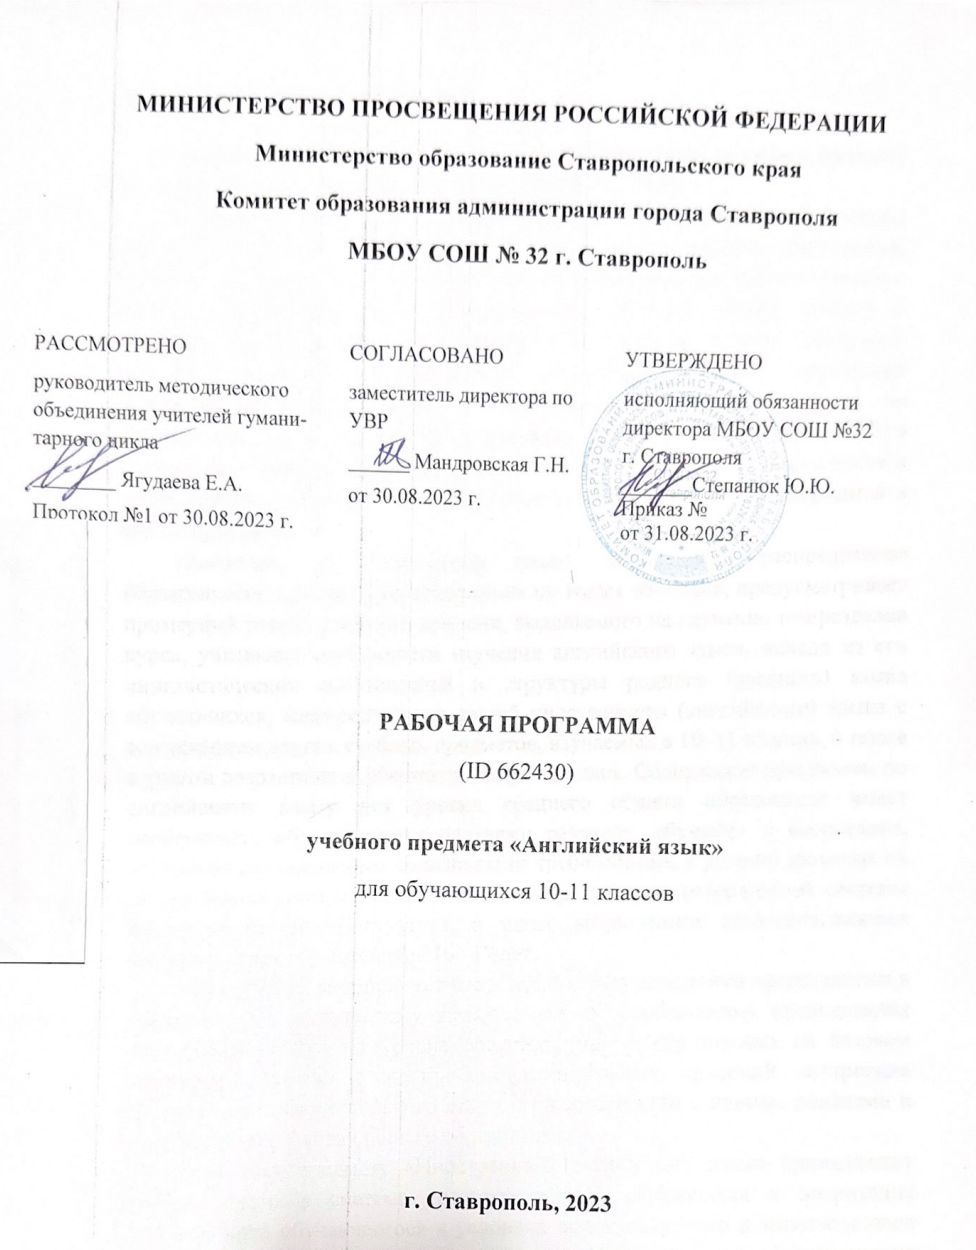 МИНИСТЕРСТВО ПРОСВЕЩЕНИЯ РОССИЙСКОЙ ФЕДЕРАЦИИ
Министерство образование Ставропольского края
Комитет образования администрации города Ставрополя
МБОУ СОШ № 32 г. Ставрополь
РАССМОТРЕНО
руководитель методического
объединения учителей гумани-
тарного цикла
Ягудаева Е.А.
Протокол №1 от 30.08.2023 г.
СОГЛАСОВАНО
заместитель директора по
УВР
Мандровская Г.Н.
от 30.08.2023 г.
УТВЕРЖДЕНО
исполняющий обязанности
директора МБОУ СОШ №32
г. Ставрополя
Степанюк Ю.Ю.
Приказ №
от 31.08.2023 г.
РАБОЧАЯ ПРОГРАММА
(ID 662430)
учебного предмета «Английский язык»
для обучающихся 10-11 классов
г. Ставрополь, 2023